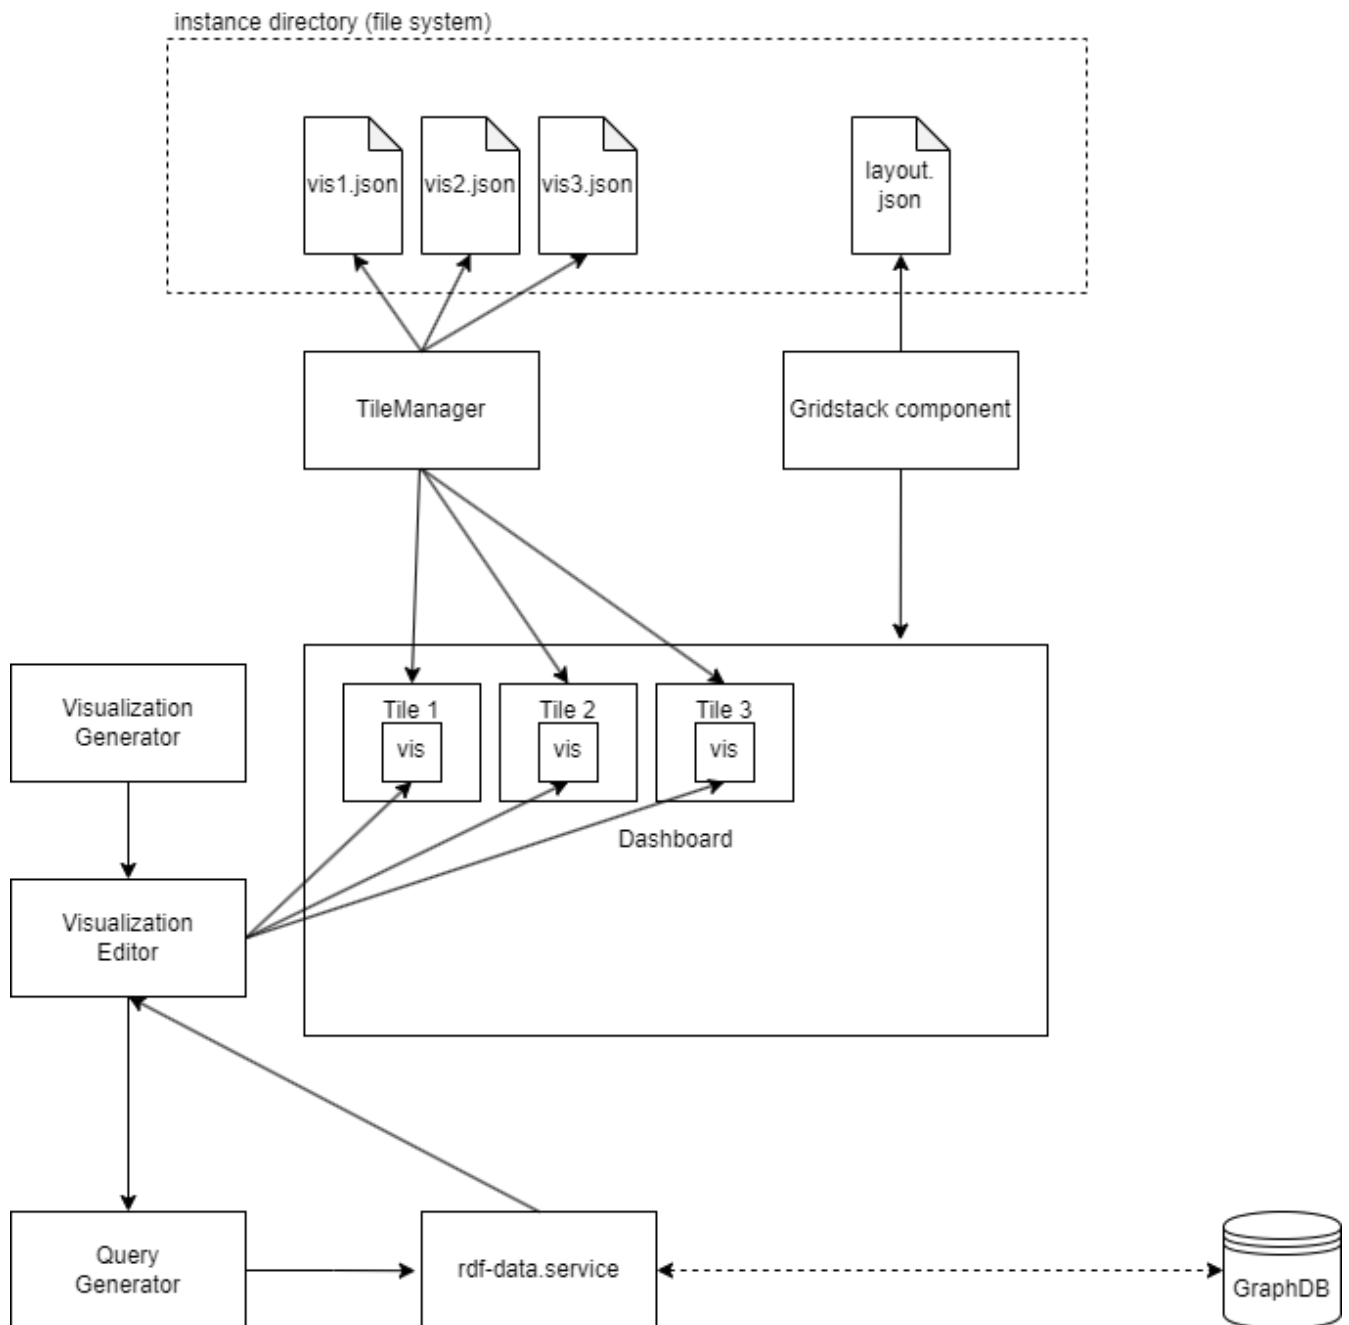 instance directory (file system)
vis1.json
vis2.json
vis3.json
layout.
json
TileManager
Gridstack component
Visualization
Generator
Tile 1
vis
Tile 2
vis
Tile 3
vis
Dashboard
Visualization
Editor
Query
Generator
rdf-data.service
GraphDB